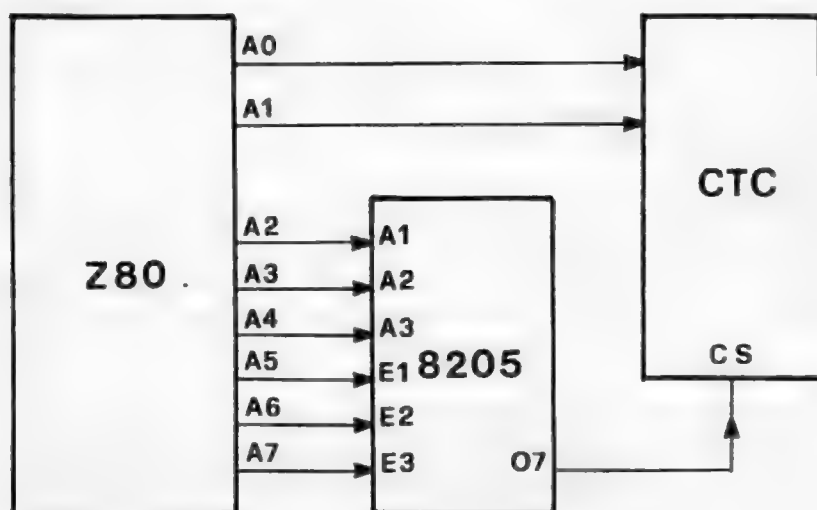 A0
A1
CTC
Z80
A2 A1
A3 A2
A4 A3
A5 E1 8205
A6 E2
A7 E3 O7
CS